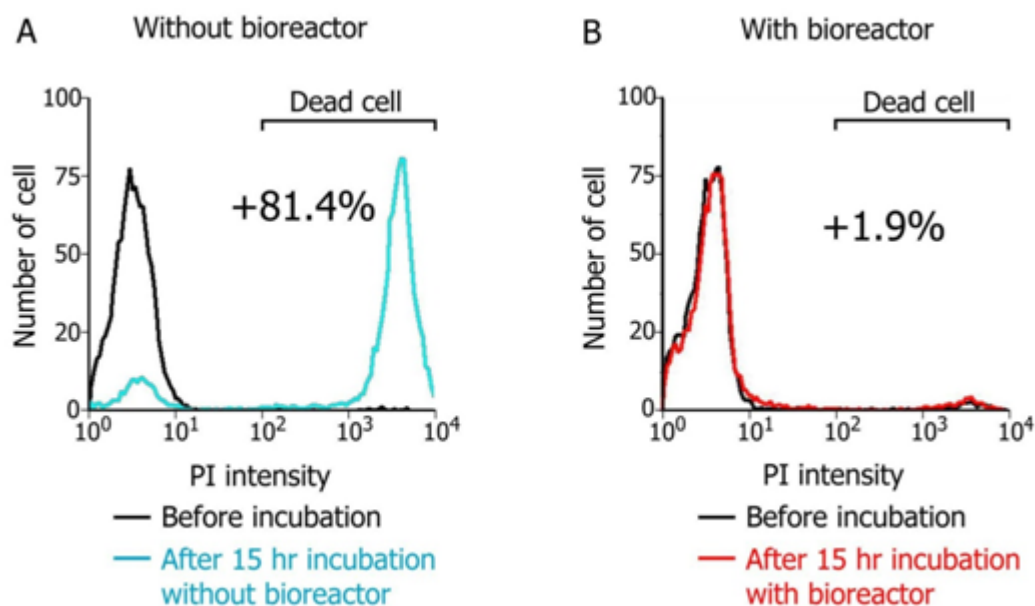 A
Without bioreactor
Dead cell
+81.4%
Number of cell
100
75
50
20
0
10^0
10^1
10^2
10^3
10^4
PI intensity
Before incubation
After 15 hr incubation
without bioreactor
B
With bioreactor
Dead cell
+1.9%
Number of cell
100
75
50
20
0
10^0
10^1
10^2
10^3
10^4
PI intensity
Before incubation
After 15 hr incubation
with bioreactor